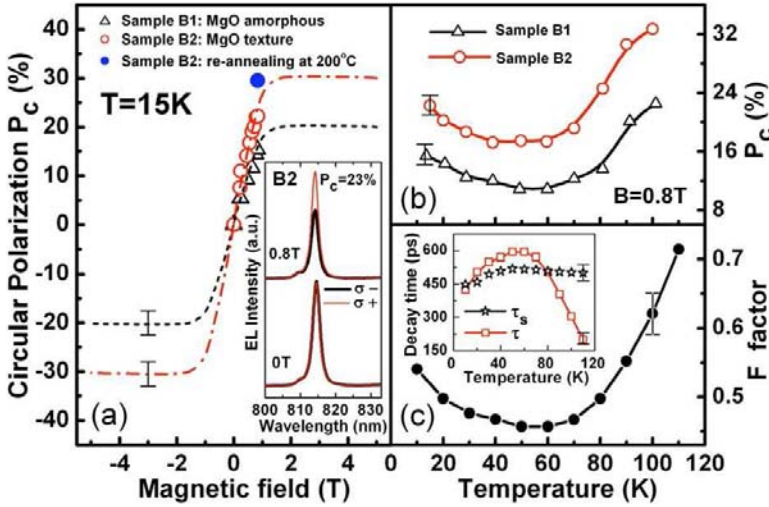 Sample B1: MgO amorphous
Sample B2: MgO texture
Sample B2: re-annealing at 200°C
T=15K
Circular Polarization P_C (%)
40
30
20
10
0
-10
-20
-30
-40
(a)
-4 -2 0 2 4
Magnetic field (T)
B2 P_C=23%
0.8T
σ −
σ +
0T
EL Intensity (a.u.)
800 810 820 830
Wavelength (nm)
Sample B1
Sample B2
(b)
B=0.8T
32
24
16
8
P_C (%)
600
450
300
150
Decay time (ps)
τ_s
τ
0 40 80 120
Temperature (K)
(c)
0.7
0.6
0.5
F factor
0 20 40 60 80 100 120
Temperature (K)